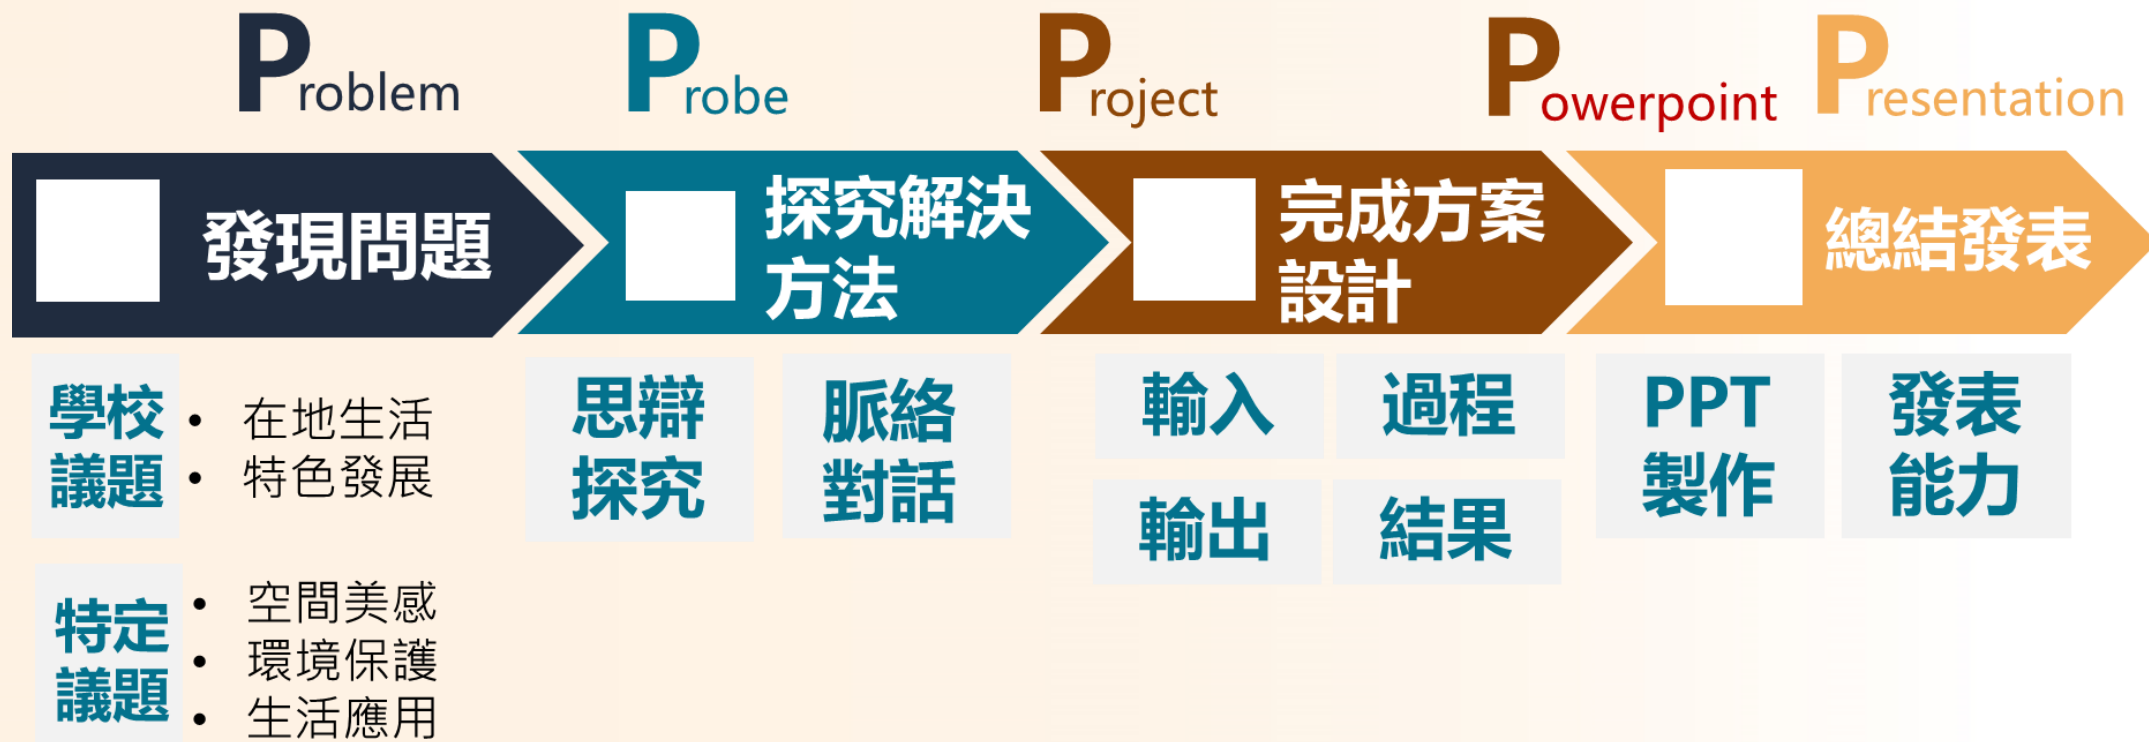 Problem
Probe
Project
Powerpoint
Presentation
發現問題
探究解決
方法
完成方案
設計
總結發表
學校
議題
• 在地生活
• 特色發展
特定
議題
• 空間美感
• 環境保護
• 生活應用
思辯
探究
脈絡
對話
輸入
過程
輸出
結果
PPT
製作
發表
能力